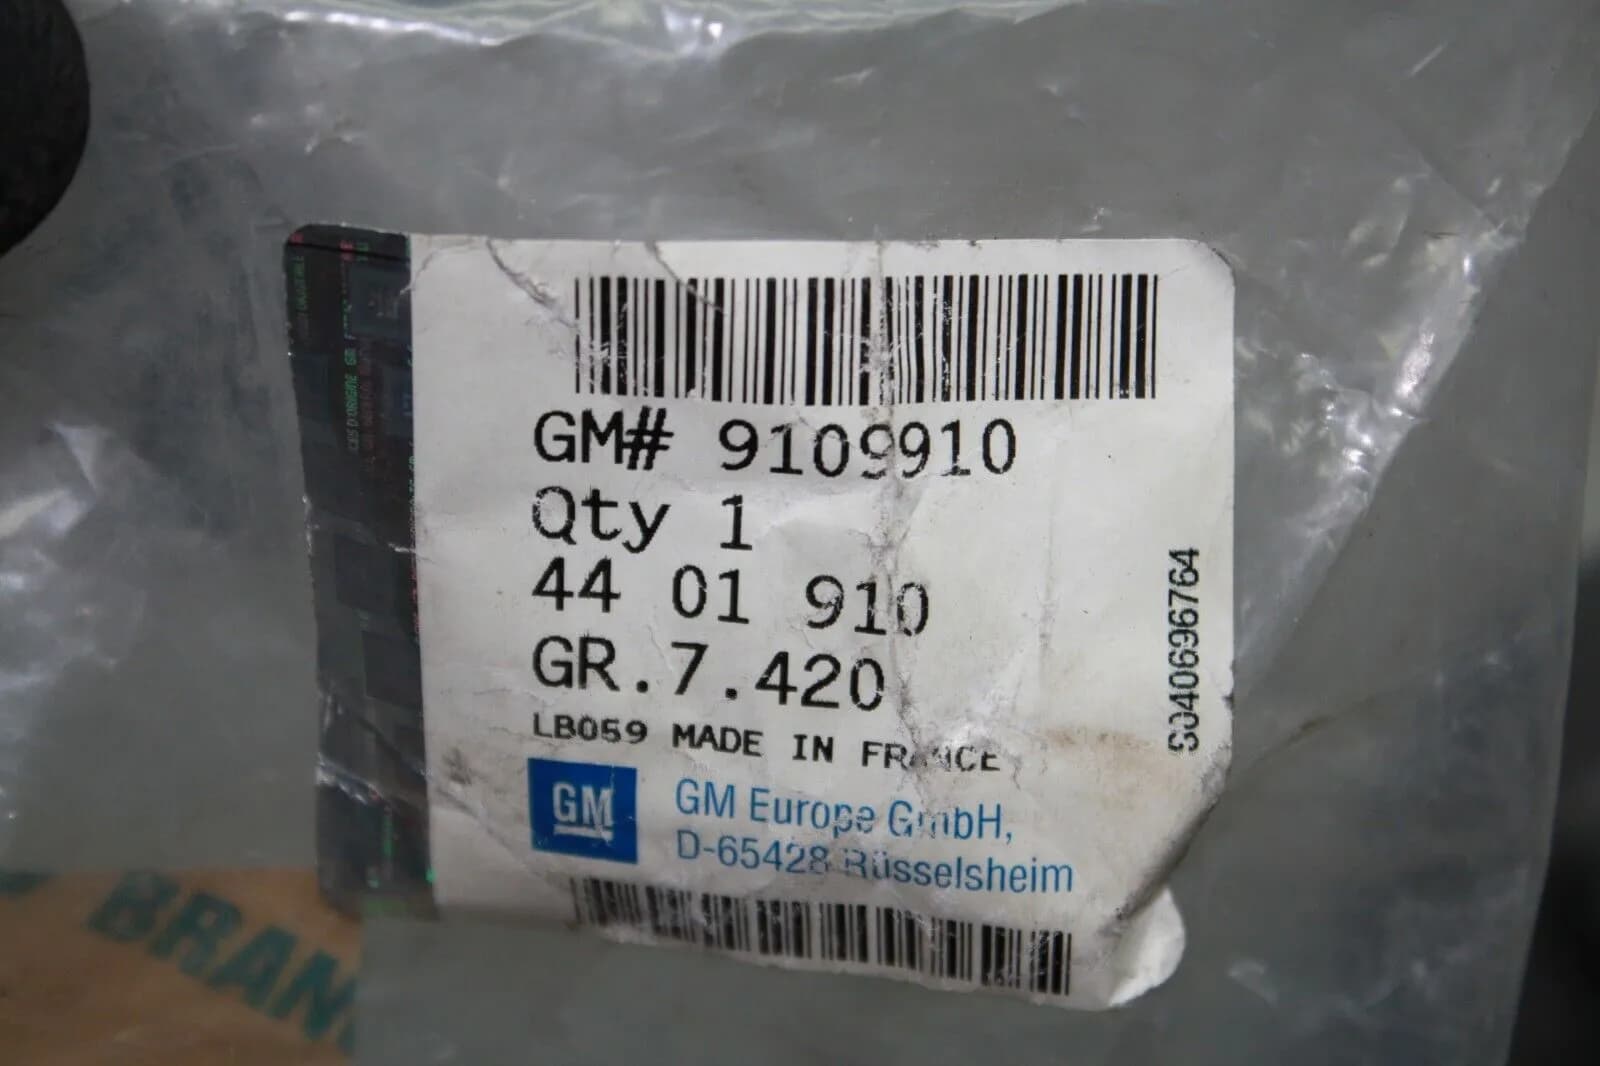 GM# 9109910
Qty 1
44 01 910
GR.7.420
LB059 MADE IN FRANCE
GM
GM Europe GmbH,
D-65428 Rüsselsheim
S040696764
BRAN